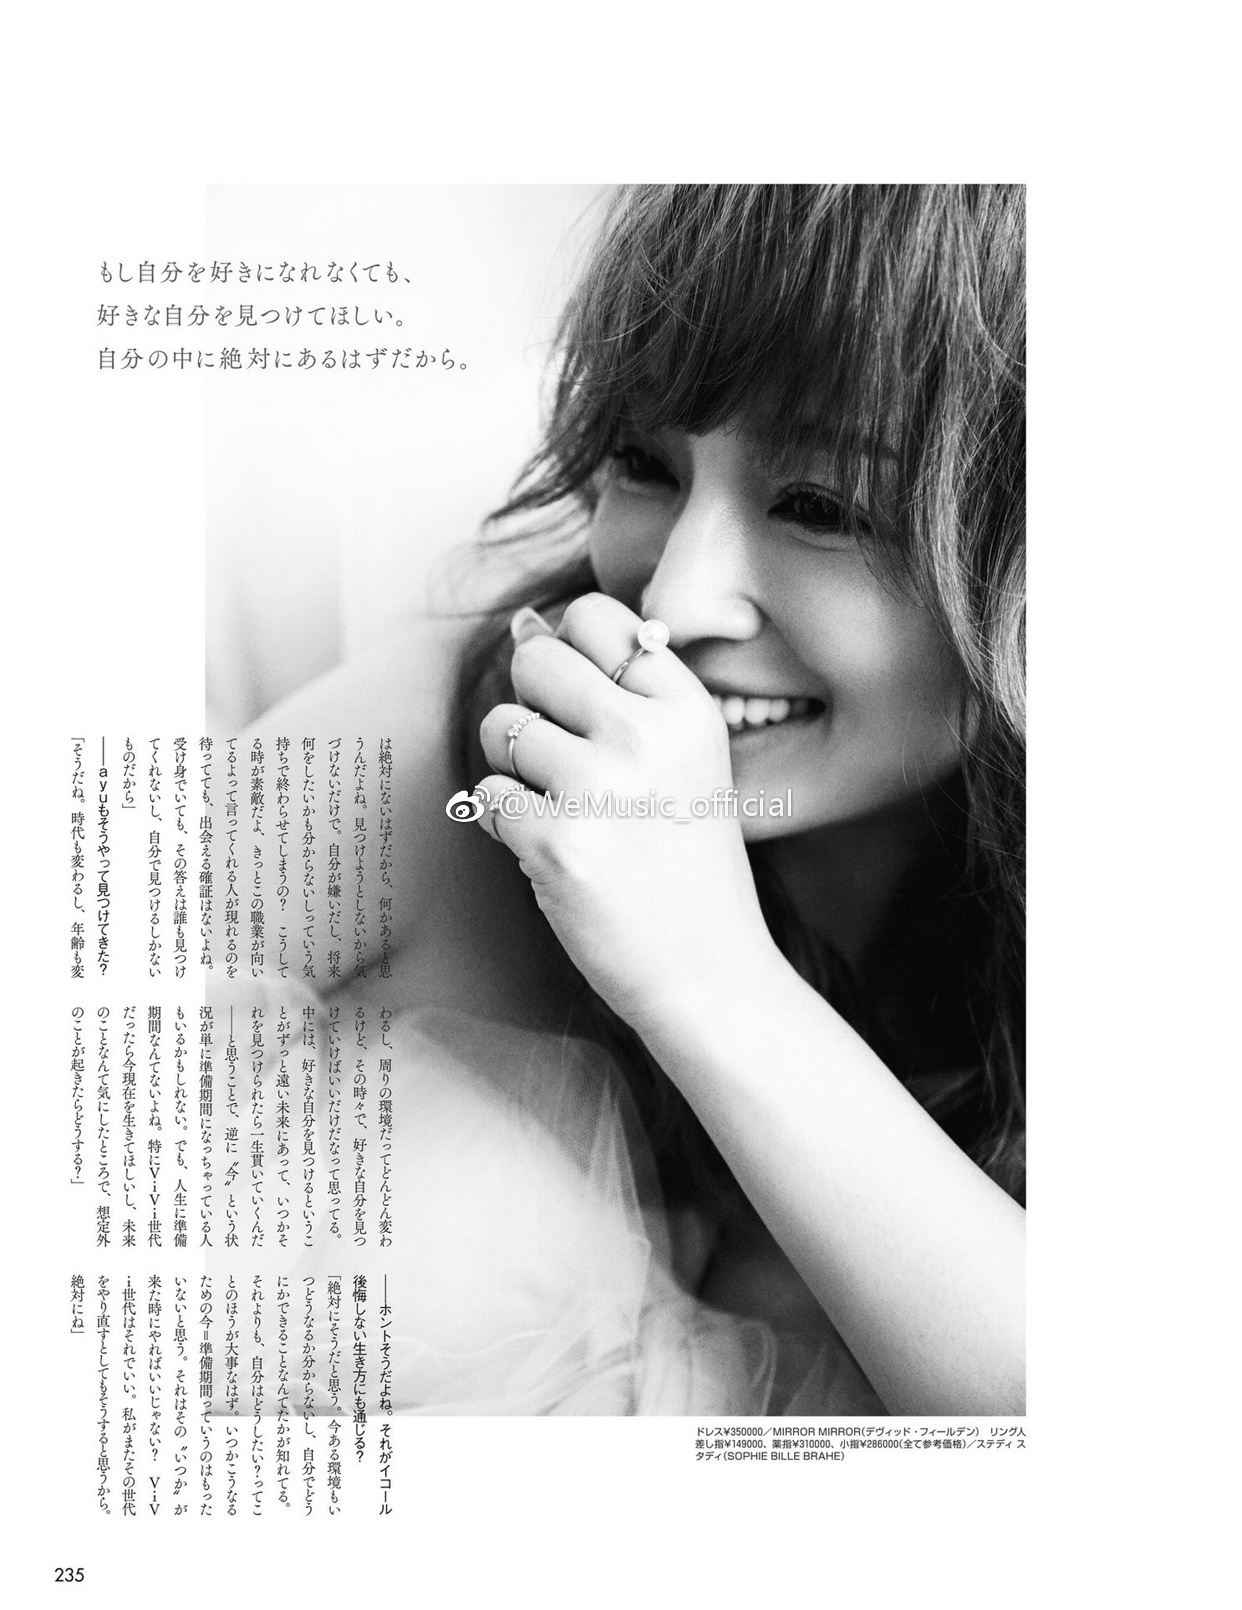 もし自分を好きになれなくても、
好きな自分を見つけてほしい。
自分の中に絶対にあるはずだから。
は絶対にないはずだから、何かあると思
うんだよね。見つけようとしないから気
づけないだけで。自分が嫌いだし、将来
何をしたいかも分からないしっていう気
持ちで終わらせてしまうの？　こうして
る時が素敵だよ、きっとこの職業が向い
てるよって言ってくれる人が現れるのを
待ってても、出会える確証はないよね。
受け身でいても、その答えは誰も見つけ
てくれないし、自分で見つけるしかない
ものだから」
──ａｙｕもそうやって見つけてきた？
「そうだね。時代も変わるし、年齢も変
わるし、周りの環境だってどんどん変わ
るけど、その時々で、好きな自分を見つ
けていけばいいだけだなって思ってる。
中には、好きな自分を見つけるというこ
とがずっと遠い未来にあって、いつかそ
れを見つけられたら一生貫いていくんだ
──と思うことで、逆に〝今〟という状
況が単に準備期間になっちゃっている人
もいるかもしれない。でも、人生に準備
期間なんてないよね。特にＶｉＶｉ世代
だったら今現在を生きてほしいし、未来
のことなんて気にしたところで、想定外
のことが起きたらどうする？」
──ホントそうだよね。それがイコール
後悔しない生き方にも通じる？
「絶対にそうだと思う。今ある環境もい
つどうなるか分からないし、自分でどう
にかできることなんてたかが知れてる。
それよりも、自分はどうしたい？ってこ
とのほうが大事なはず。いつかこうなる
ための今＝準備期間っていうのはもった
いないと思う。それはその〝いつか〟が
来た時にやればいいじゃない？　ＶｉＶ
ｉ世代はそれでいい。私がまたその世代
をやり直すとしてもそうすると思うから。
絶対にね」
@WeMusic_official
ドレス¥350000／MIRROR MIRROR（デヴィッド・フィールデン）　リング人
差し指¥149000、薬指¥310000、小指¥286000（全て参考価格）／ステディ ス
タディ（SOPHIE BILLE BRAHE）
235